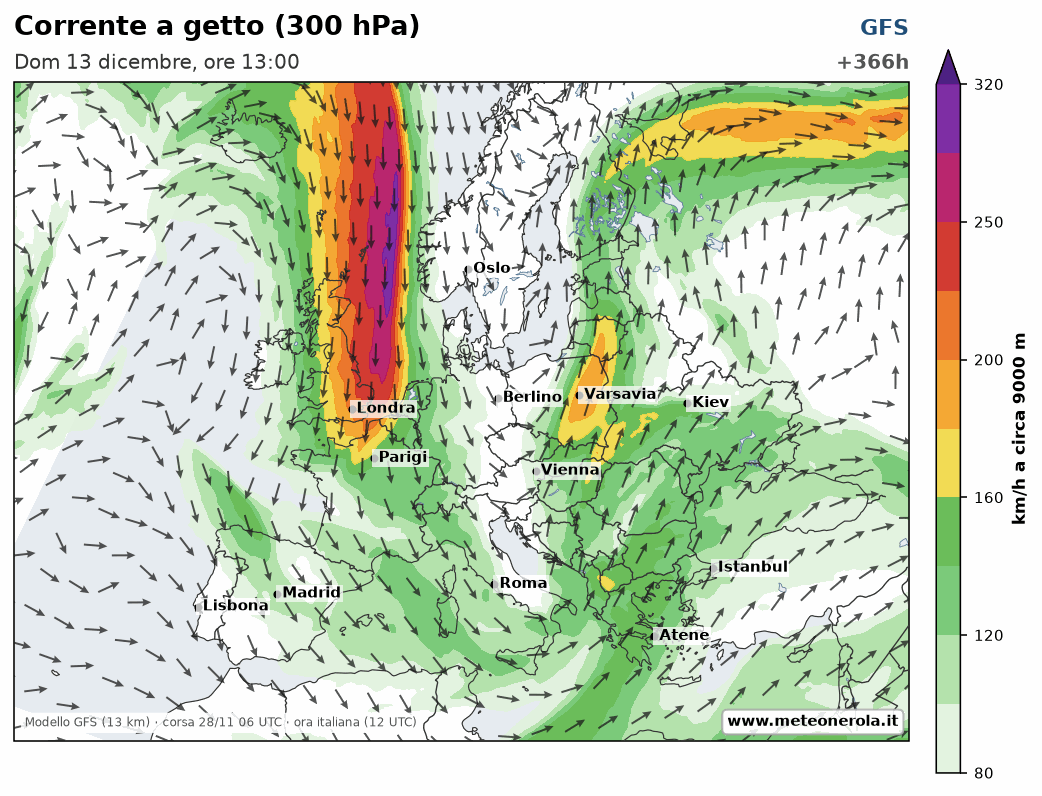 Corrente a getto (300 hPa)
GFS
Dom 13 dicembre, ore 13:00
+366h
320
250
200
160
120
80
km/h a circa 9000 m
Oslo
Berlino
Varsavia
Kiev
Londra
Parigi
Vienna
Istanbul
Roma
Madrid
Lisbona
Atene
Modello GFS (13 km) · corsa 28/11 06 UTC · ora italiana (12 UTC)
www.meteonerola.it